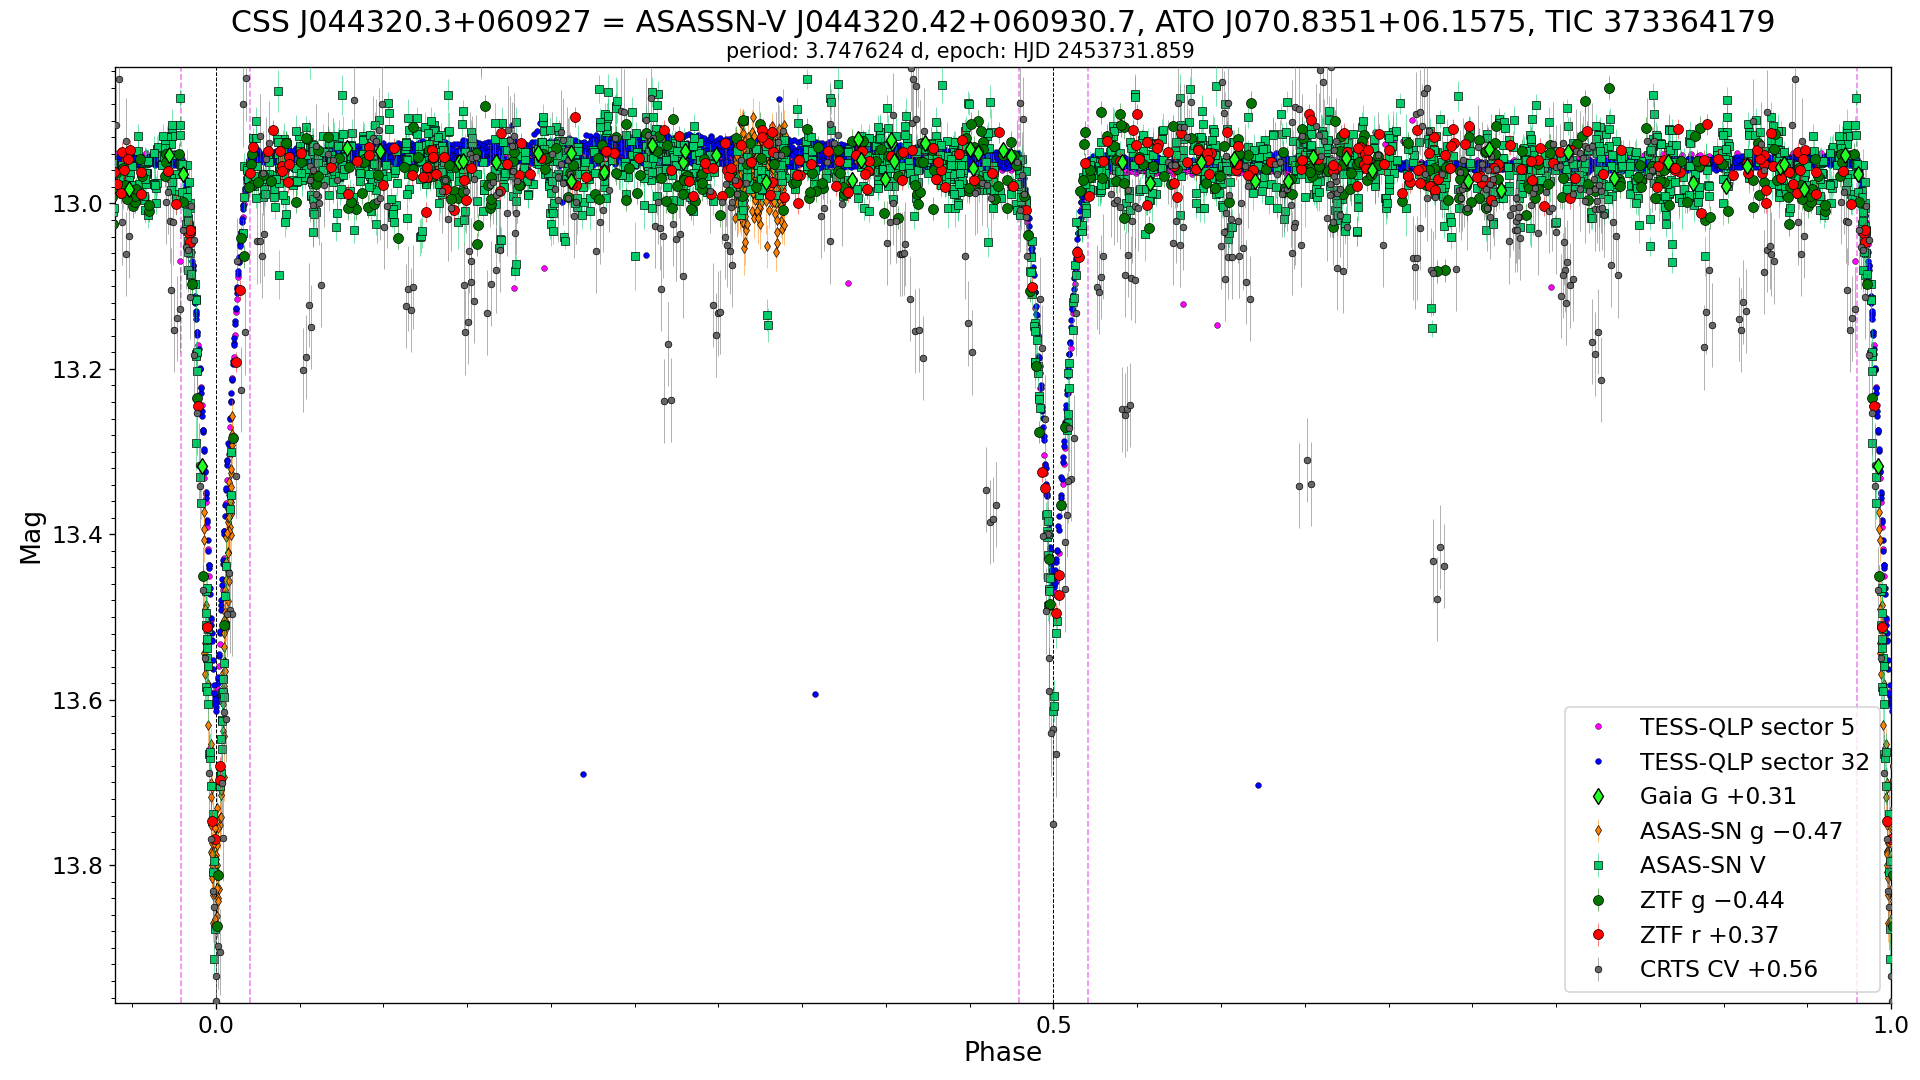 CSS J044320.3+060927 = ASASSN-V J044320.42+060930.7, ATO J070.8351+06.1575, TIC 373364179
period: 3.747624 d, epoch: HJD 2453731.859
Mag
13.0
13.2
13.4
13.6
13.8
TESS-QLP sector 5
TESS-QLP sector 32
Gaia G +0.31
ASAS-SN g −0.47
ASAS-SN V
ZTF g −0.44
ZTF r +0.37
CRTS CV +0.56
0.0 0.5 1.0
Phase